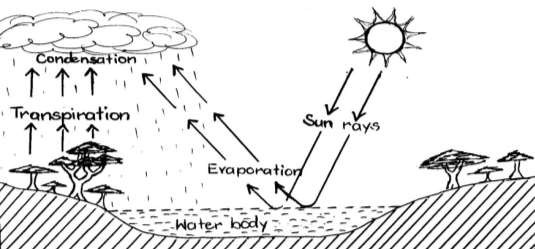 Condensation
Transpiration
Sun rays
Evaporation
Water body